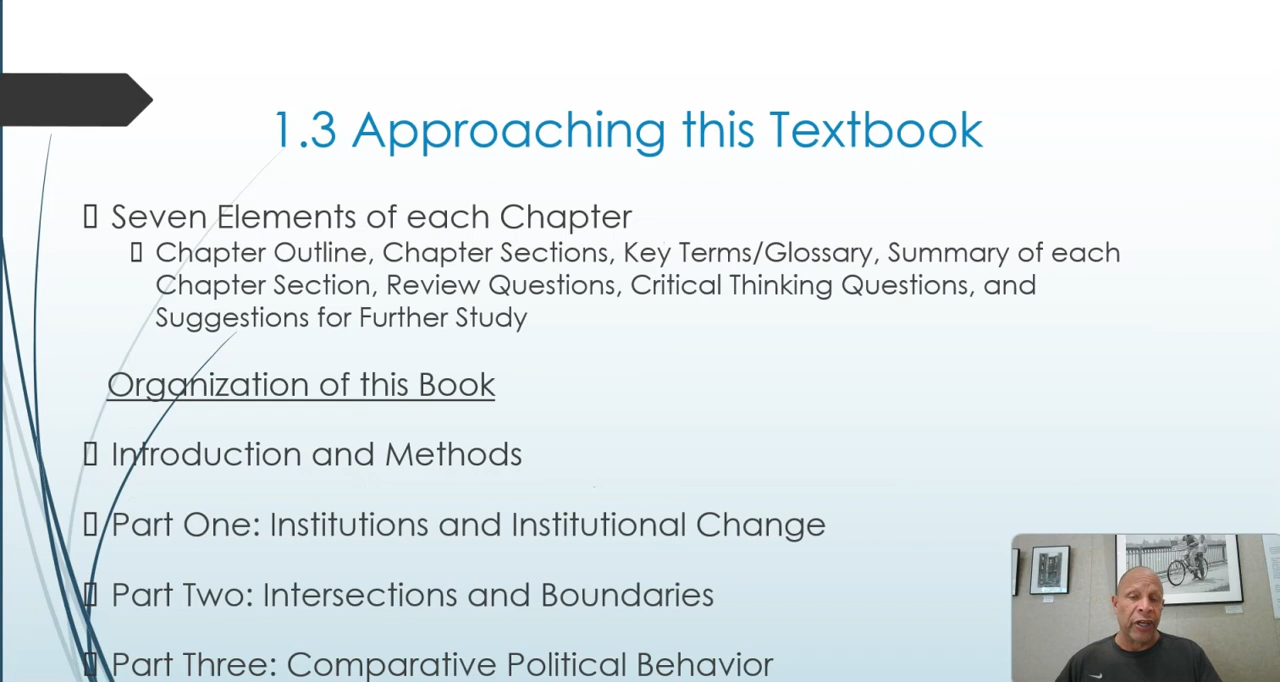 1.3 Approaching this Textbook
Seven Elements of each Chapter
Chapter Outline, Chapter Sections, Key Terms/Glossary, Summary of each
Chapter Section, Review Questions, Critical Thinking Questions, and
Suggestions for Further Study
Organization of this Book
Introduction and Methods
Part One: Institutions and Institutional Change
Part Two: Intersections and Boundaries
Part Three: Comparative Political Behavior